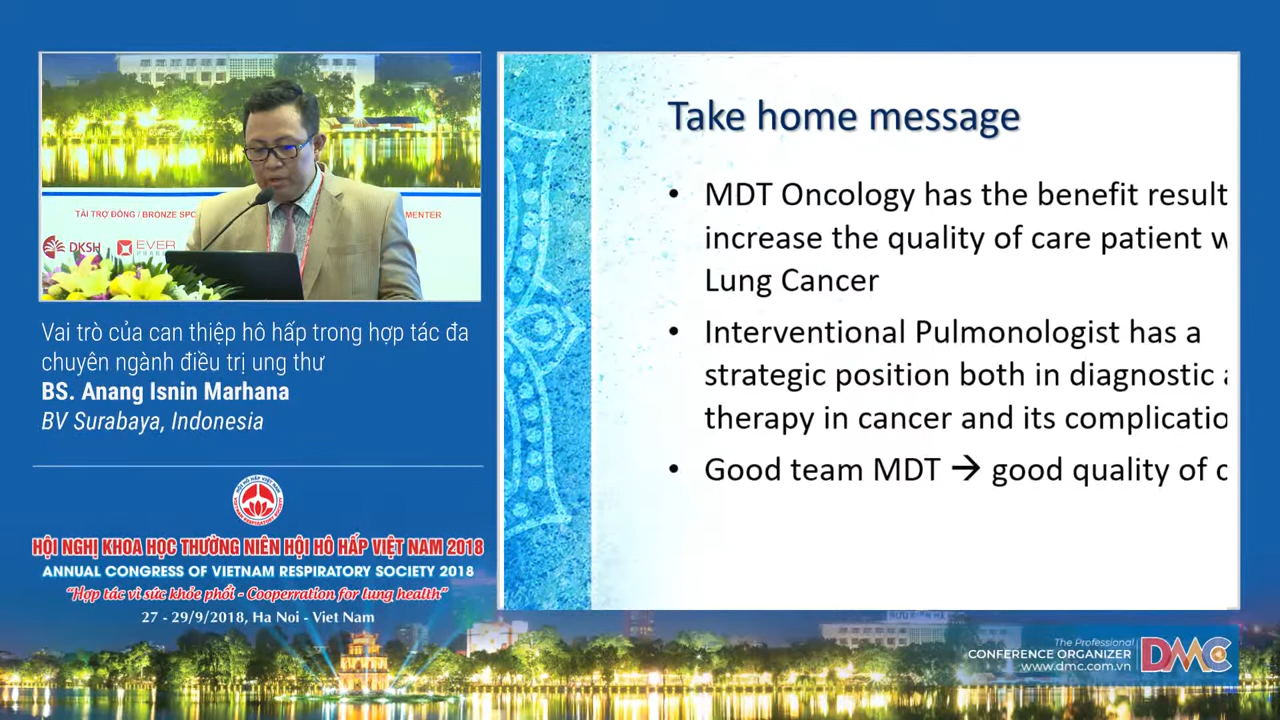 TÀI TRỢ ĐỒNG / BRONZE SPO
MENTER
DKSH
EVER
Vai trò của can thiệp hô hấp trong hợp tác đa
chuyên ngành điều trị ung thư
BS. Anang Isnin Marhana
BV Surabaya, Indonesia
HỘI NGHỊ KHOA HỌC THƯỜNG NIÊN HỘI HÔ HẤP VIỆT NAM 2018
ANNUAL CONGRESS OF VIETNAM RESPIRATORY SOCIETY 2018
"Hợp tác vì sức khỏe phổi - Cooperration for lung health"
27 - 29/9/2018, Ha Noi - Viet Nam
Take home message
• MDT Oncology has the benefit result
increase the quality of care patient w
Lung Cancer
• Interventional Pulmonologist has a
strategic position both in diagnostic a
therapy in cancer and its complicatio
• Good team MDT → good quality of c
The Professional
CONFERENCE ORGANIZER
www.dmc.com.vn
DMC